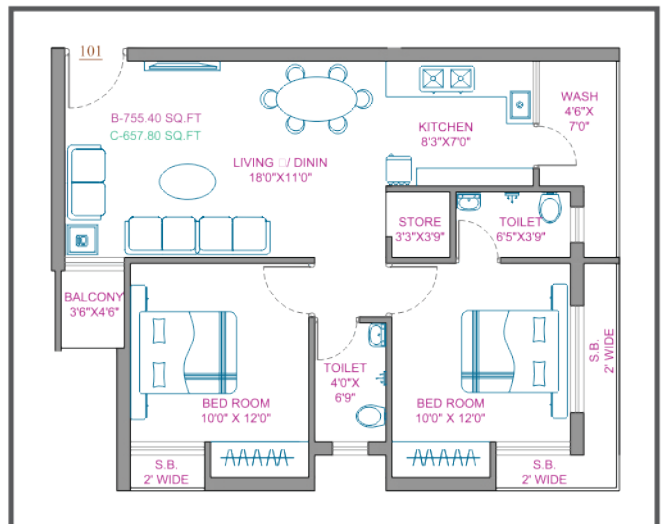 101
B-755.40 SQ.FT
C-657.80 SQ.FT
LIVING □/ DININ
18'0"X11'0"
KITCHEN
8'3"X7'0"
WASH
4'6"X
7'0"
STORE
3'3"X3'9"
TOILET
6'5"X3'9"
BALCONY
3'6"X4'6"
BED ROOM
10'0" X 12'0"
TOILET
4'0"X
6'9"
BED ROOM
10'0" X 12'0"
S.B.
2' WIDE
S.B.
2' WIDE
S.B.
2' WIDE